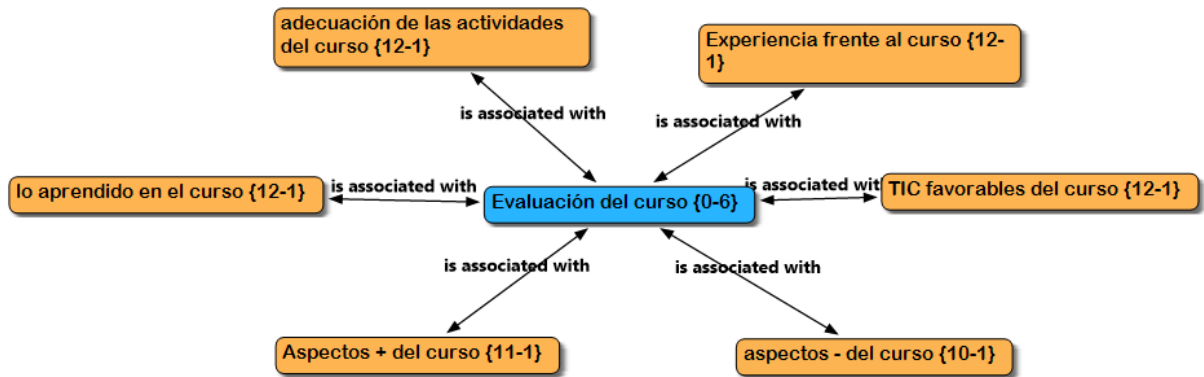 adecuación de las actividades
del curso {12-1}
Experiencia frente al curso {12-
1}
is associated with
is associated with
lo aprendido en el curso {12-1}
is associated with
Evaluación del curso {0-6}
is associated wit
TIC favorables del curso {12-1}
is associated with
is associated with
Aspectos + del curso {11-1}
aspectos - del curso {10-1}